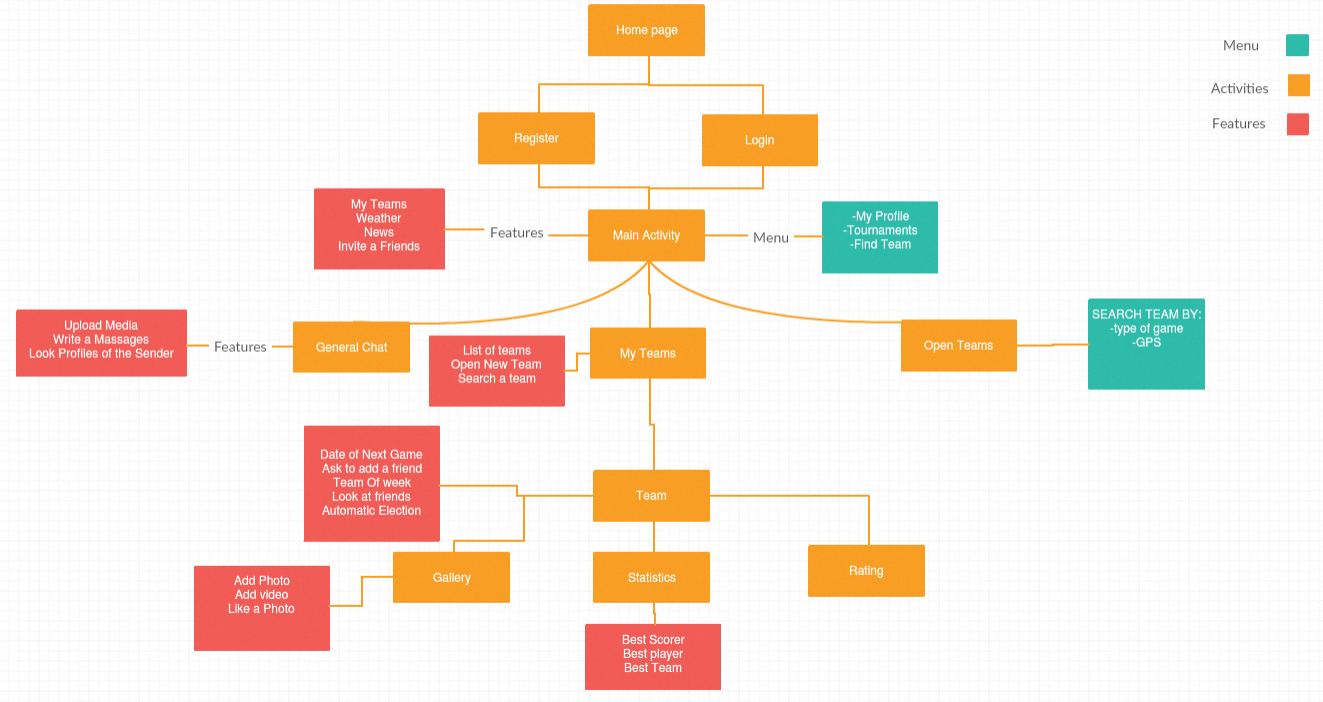 Home page
Menu
Activities
Features
Register
Login
My Teams
Weather
News
Invite a Friends
Features
Main Activity
Menu
-My Profile
-Tournaments
-Find Team
Upload Media
Write a Massages
Look Profiles of the Sender
Features
General Chat
List of teams
Open New Team
Search a team
My Teams
Open Teams
SEARCH TEAM BY:
-type of game
-GPS
Date of Next Game
Ask to add a friend
Team Of week
Look at friends
Automatic Election
Team
Add Photo
Add video
Like a Photo
Gallery
Statistics
Rating
Best Scorer
Best player
Best Team